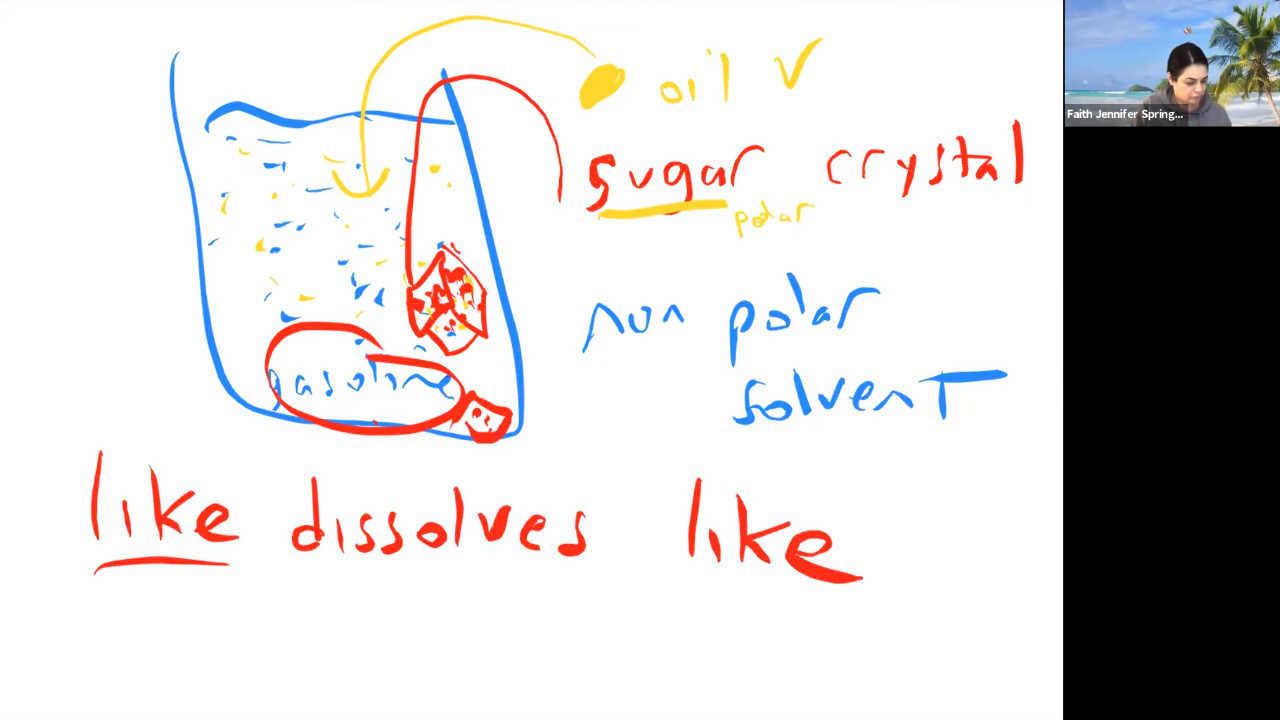 oil ✓
Faith Jennifer Spring...
sugar crystal
polar
non polar
solvent
gasoline
like dissolves like